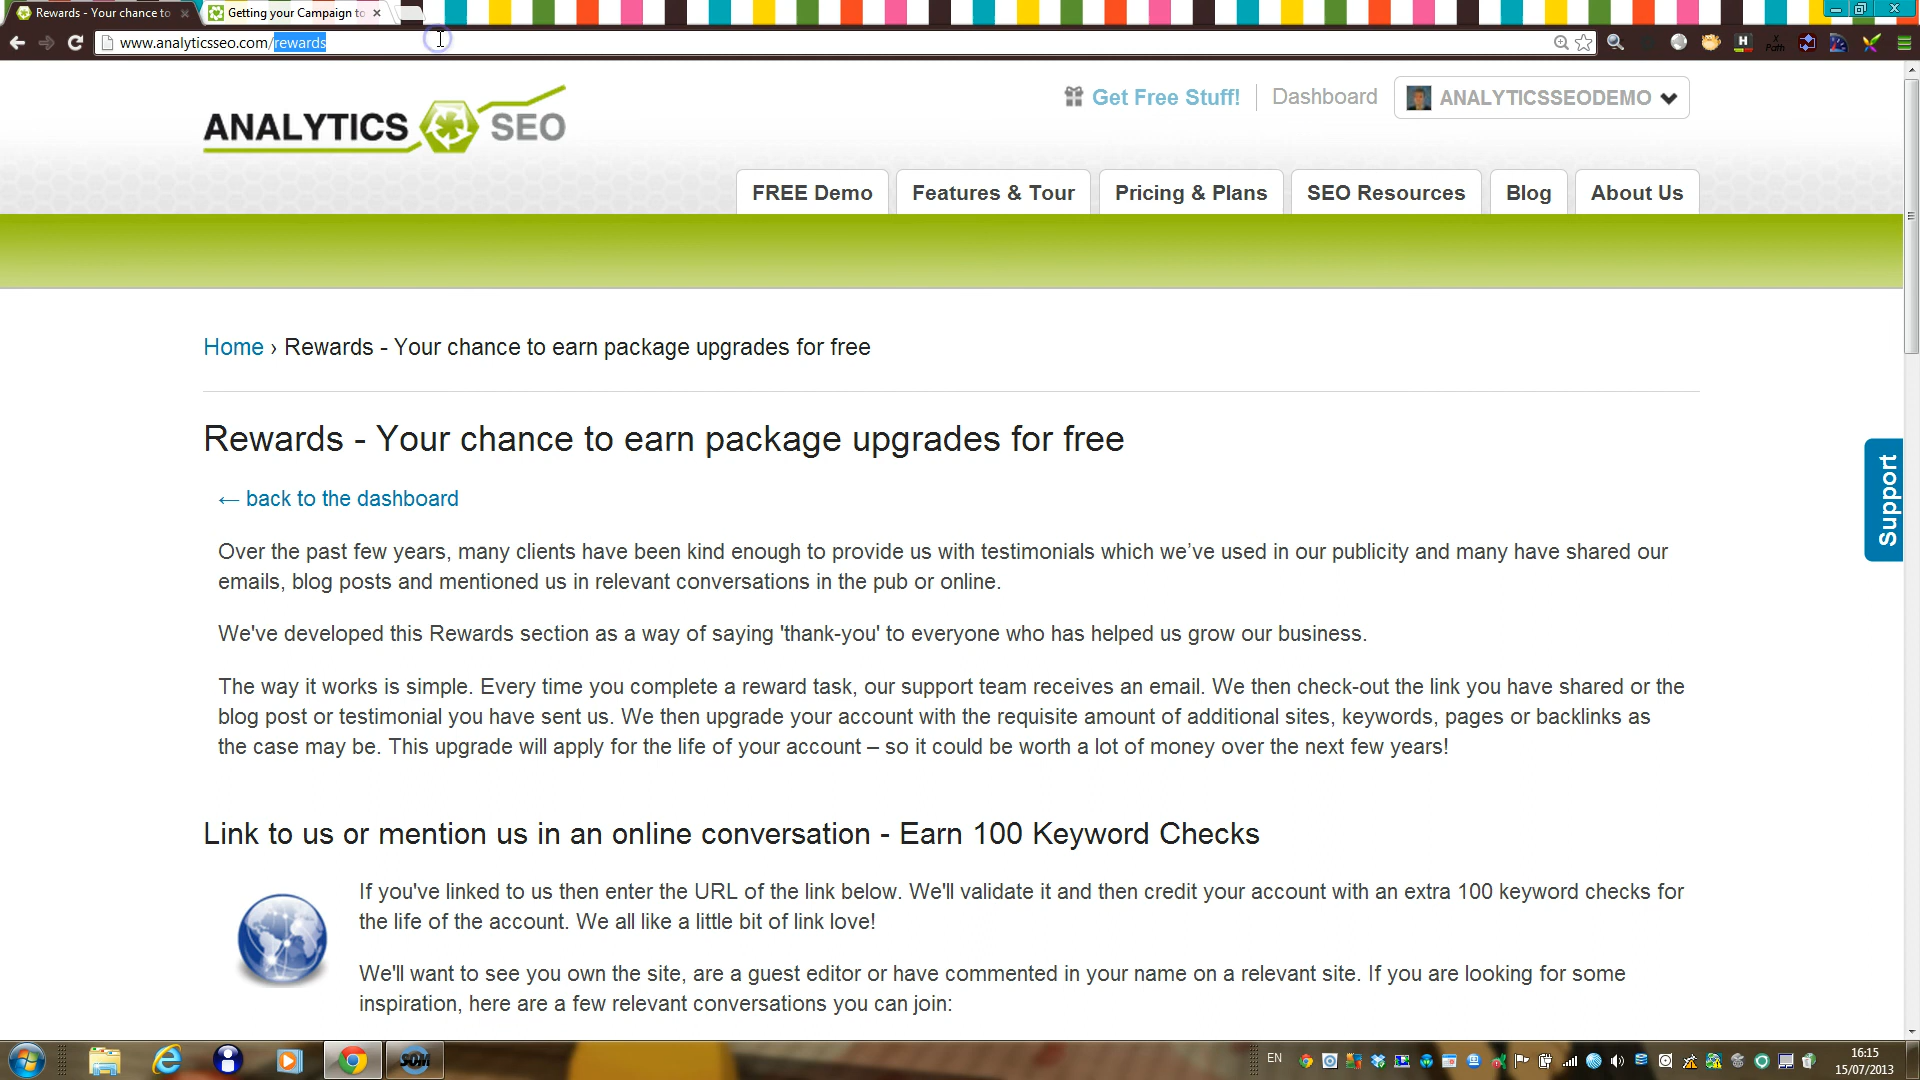 Rewards - Your chance to
Getting your Campaign to
www.analyticsseo.com/rewards
Get Free Stuff!
Dashboard
ANALYTICSSEODEMO
ANALYTICS SEO
FREE Demo
Features & Tour
Pricing & Plans
SEO Resources
Blog
About Us
Home › Rewards - Your chance to earn package upgrades for free
Rewards - Your chance to earn package upgrades for free
← back to the dashboard
Support
Over the past few years, many clients have been kind enough to provide us with testimonials which we’ve used in our publicity and many have shared our
emails, blog posts and mentioned us in relevant conversations in the pub or online.
We've developed this Rewards section as a way of saying 'thank-you' to everyone who has helped us grow our business.
The way it works is simple. Every time you complete a reward task, our support team receives an email. We then check-out the link you have shared or the
blog post or testimonial you have sent us. We then upgrade your account with the requisite amount of additional sites, keywords, pages or backlinks as
the case may be. This upgrade will apply for the life of your account – so it could be worth a lot of money over the next few years!
Link to us or mention us in an online conversation - Earn 100 Keyword Checks
If you've linked to us then enter the URL of the link below. We'll validate it and then credit your account with an extra 100 keyword checks for
the life of the account. We all like a little bit of link love!
We'll want to see you own the site, are a guest editor or have commented in your name on a relevant site. If you are looking for some
inspiration, here are a few relevant conversations you can join:
SOM
EN
16:15
15/07/2013